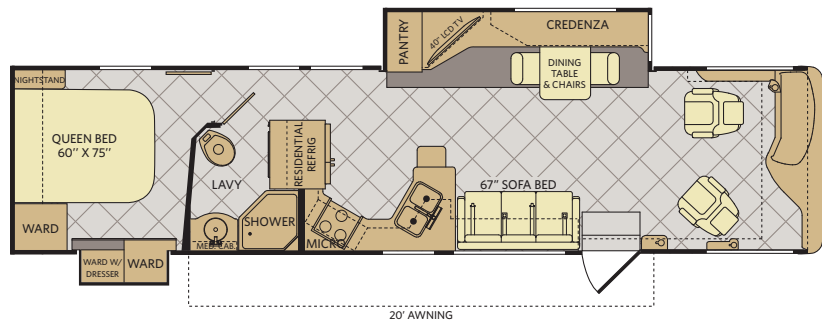 PANTRY
40" LCD TV
CREDENZA
DINING
TABLE
& CHAIRS
NIGHTSTAND
QUEEN BED
60" X 75"
RESIDENTIAL
REFRIG
LAVY
67" SOFA BED
WARD
SHOWER
MED. CAB.
MICRO
WARD W/
DRESSER
WARD
20' AWNING